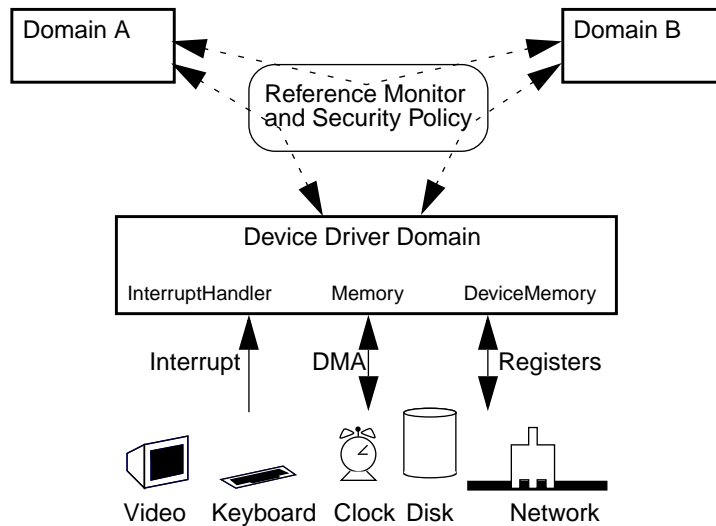 Domain A
Domain B
Reference Monitor
and Security Policy
Device Driver Domain
InterruptHandler
Memory
DeviceMemory
Interrupt
DMA
Registers
Video
Keyboard
Clock
Disk
Network